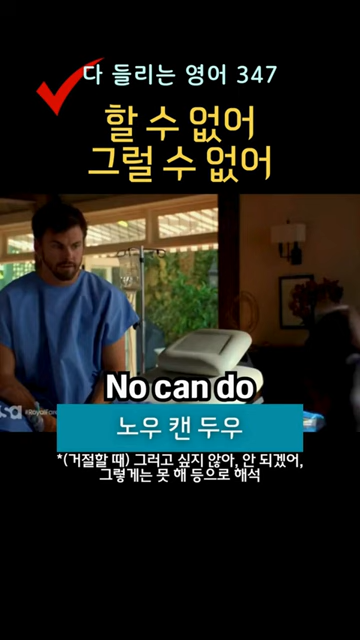 다 들리는 영어 347
할 수 없어
그럴 수 없어
No can do
usa #RoyalPains
노우 캔 두우
*(거절할 때) 그러고 싶지 않아, 안 되겠어,
그렇게는 못 해 등으로 해석